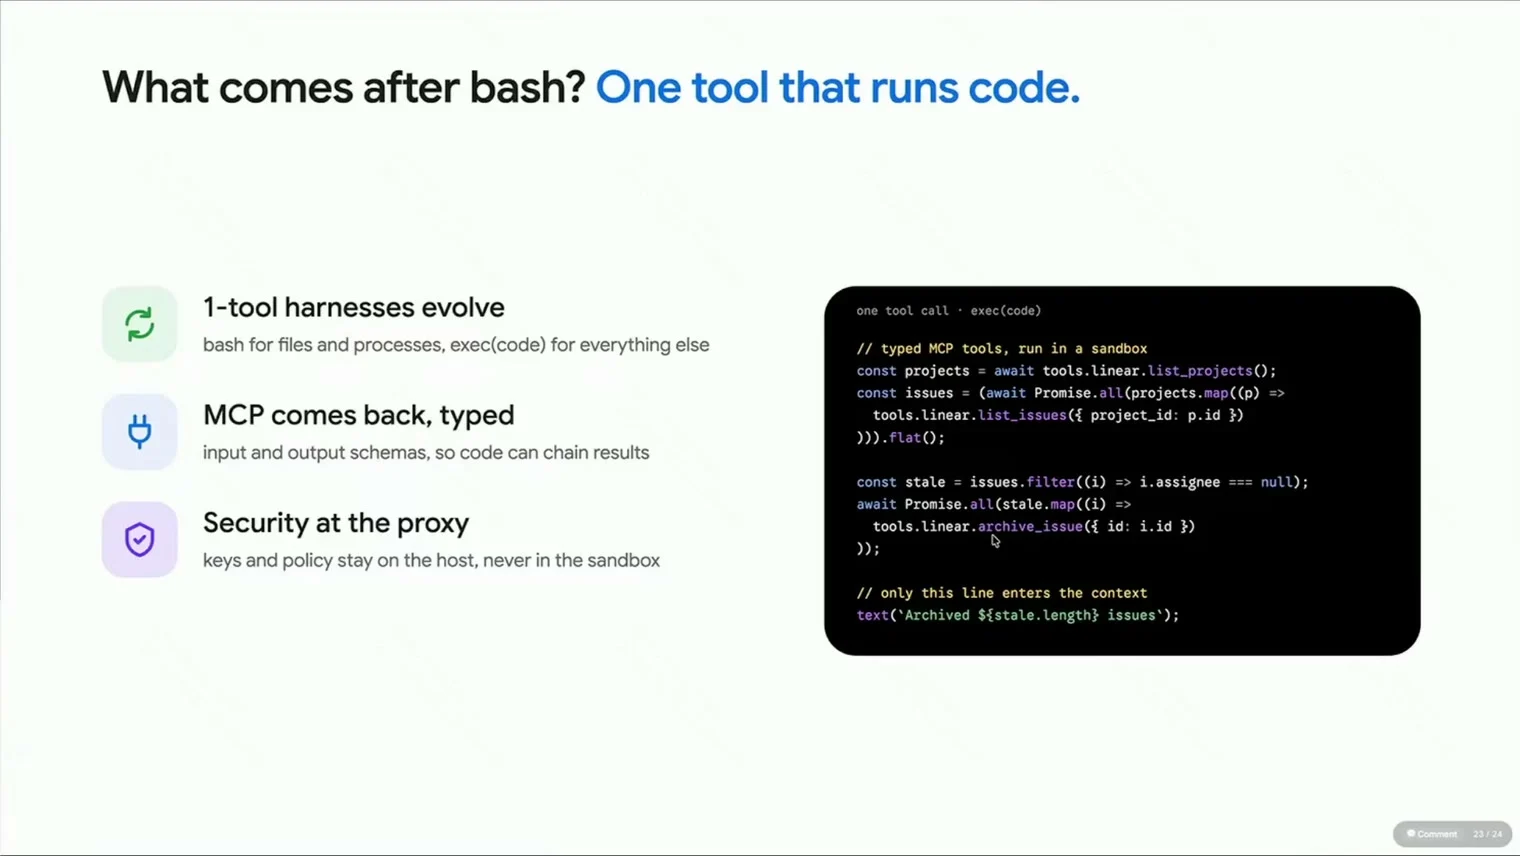 What comes after bash? One tool that runs code.
1-tool harnesses evolve
bash for files and processes, exec(code) for everything else
MCP comes back, typed
input and output schemas, so code can chain results
Security at the proxy
keys and policy stay on the host, never in the sandbox
one tool call · exec(code)
// typed MCP tools, run in a sandbox
const projects = await tools.linear.list_projects();
const issues = (await Promise.all(projects.map((p) =>
tools.linear.list_issues({ project_id: p.id })
))).flat();
const stale = issues.filter((i) => i.assignee === null);
await Promise.all(stale.map((i) =>
tools.linear.archive_issue({ id: i.id })
));
// only this line enters the context
text(`Archived ${stale.length} issues`);
Comment 23 / 24